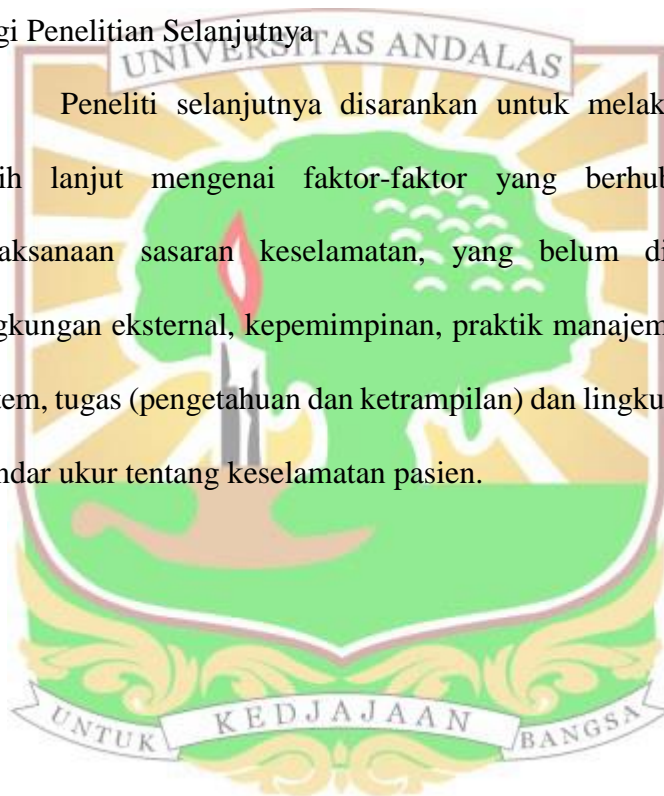 gi Penelitian Selanjutnya
UNIVERSITAS ANDALAS
Peneliti selanjutnya disarankan untuk melak
ih lanjut mengenai faktor-faktor yang berhub
aksanaan sasaran keselamatan, yang belum di
gkungan eksternal, kepemimpinan, praktik manajem
tem, tugas (pengetahuan dan ketrampilan) dan lingku
ndar ukur tentang keselamatan pasien.
UNTUK KEDJAJAAN BANGSA